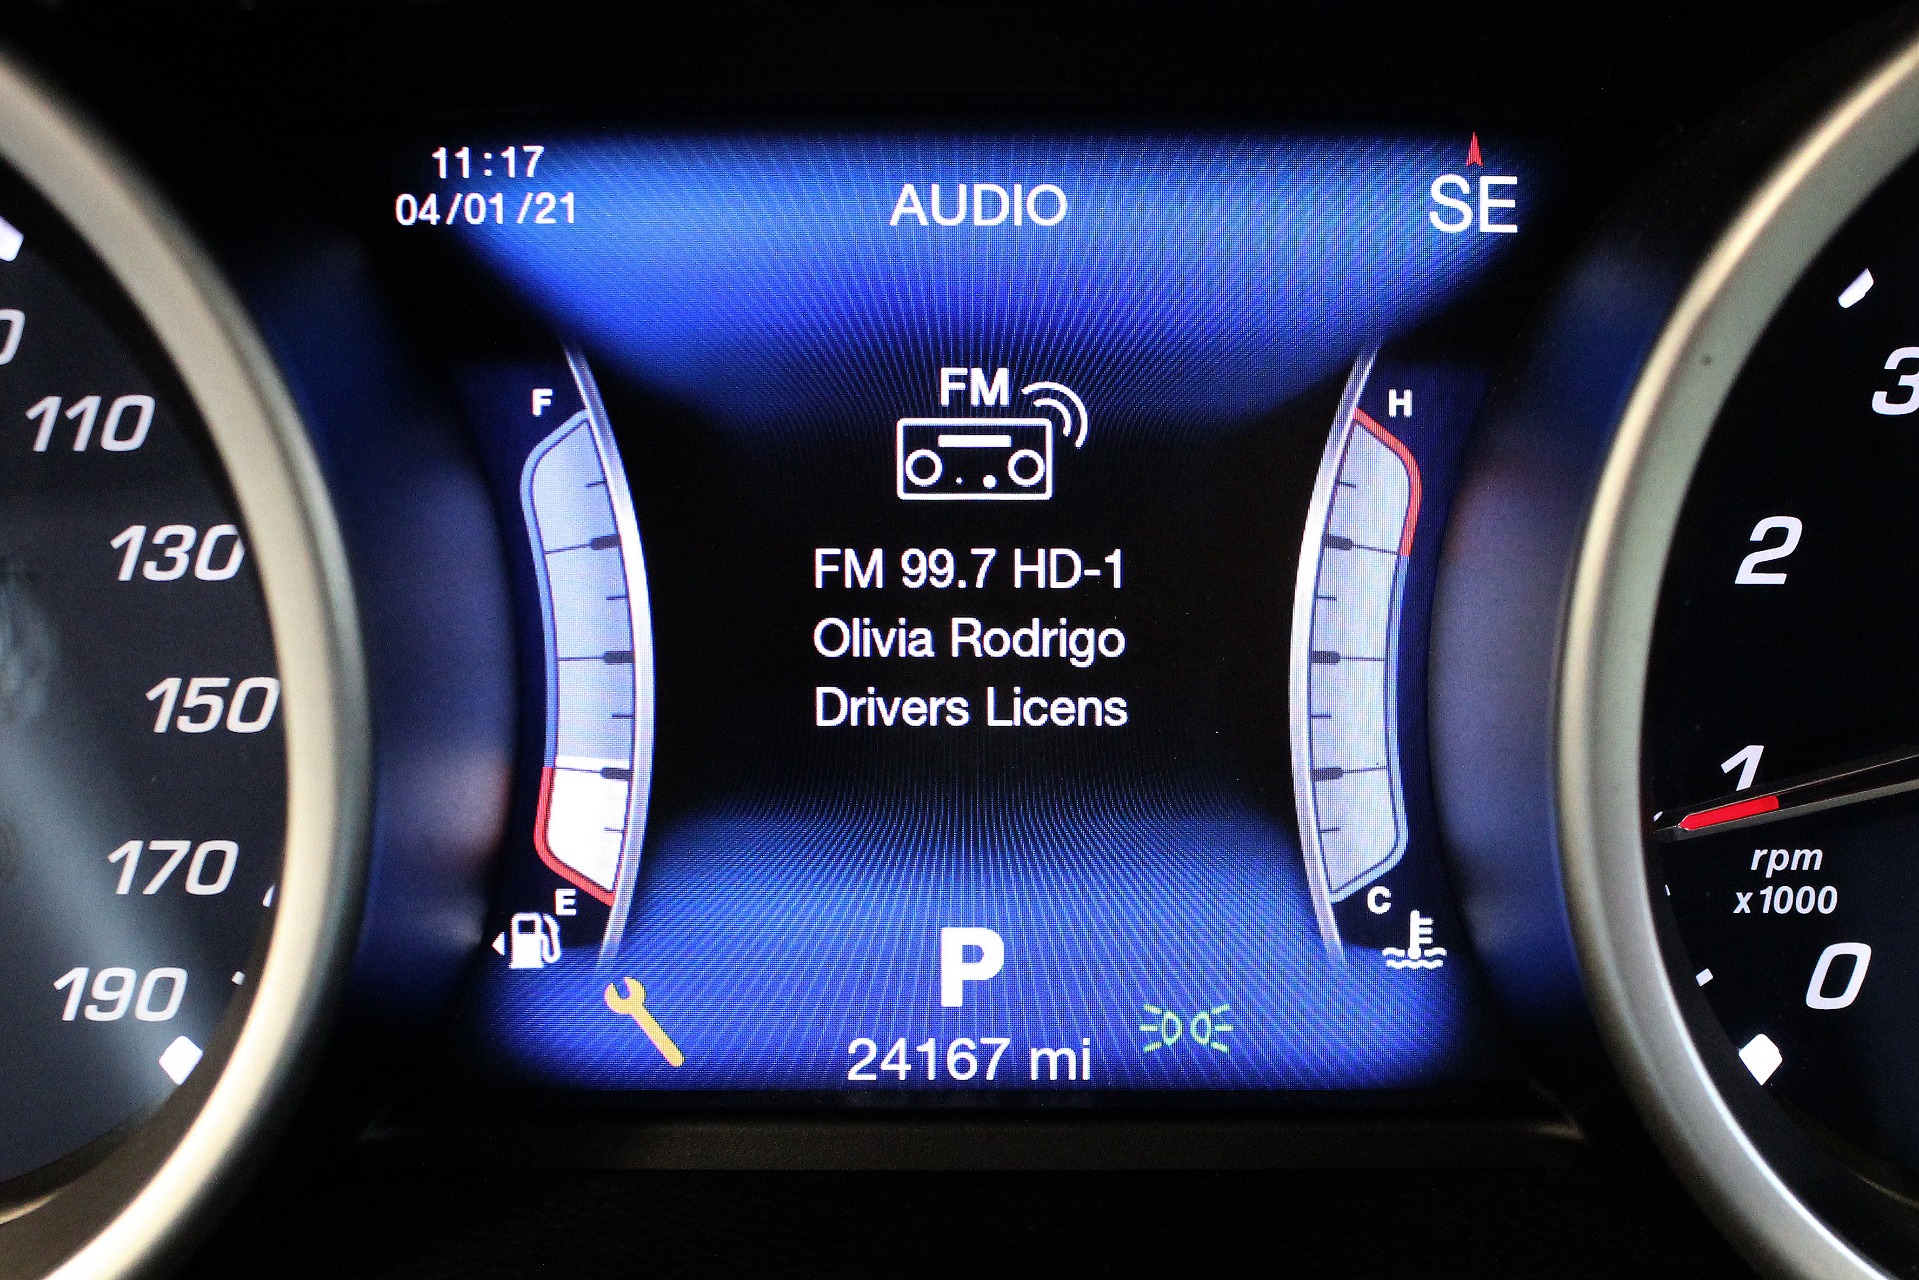 11:17
04/01/21
AUDIO
SE
FM
FM 99.7 HD-1
Olivia Rodrigo
Drivers Licens
F
E
H
C
P
24167 mi
110
130
150
170
190
3
2
1
rpm
x1000
0